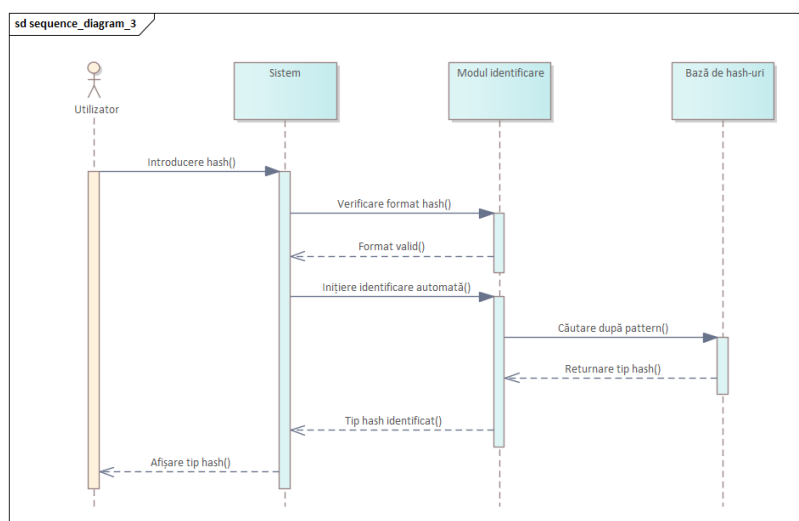 sd sequence_diagram_3
Utilizator
Sistem
Modul identificare
Bază de hash-uri
Introducere hash()
Verificare format hash()
Format valid()
Inițiere identificare automată()
Căutare după pattern()
Returnare tip hash()
Tip hash identificat()
Afișare tip hash()